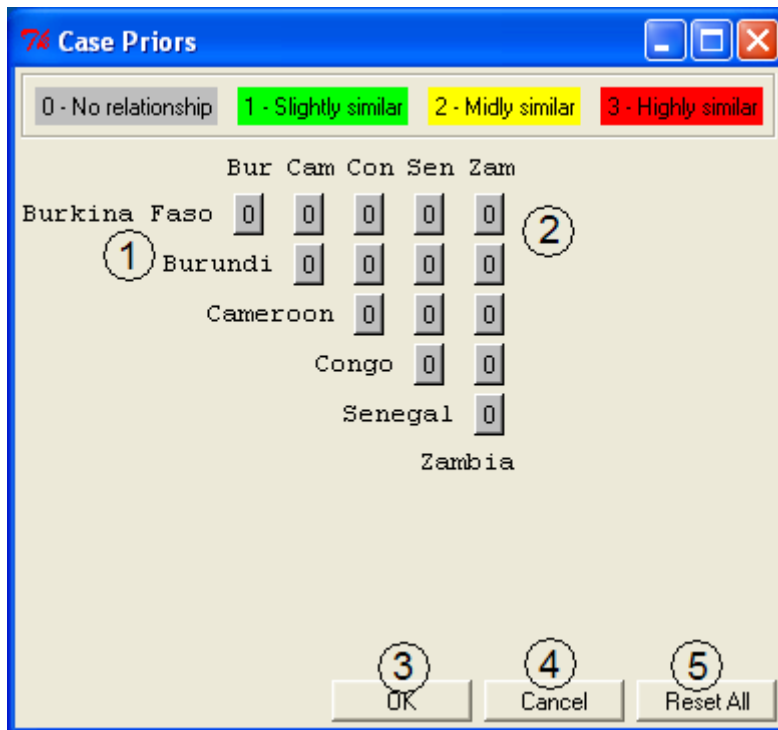 Case Priors
0 - No relationship 1 - Slightly similar 2 - Midly similar 3 - Highly similar
Bur Cam Con Sen Zam
Burkina Faso 0 0 0 0 0 2
1 Burundi 0 0 0 0
Cameroon 0 0 0
Congo 0 0
Senegal 0
Zambia
3 4 5
OK Cancel Reset All